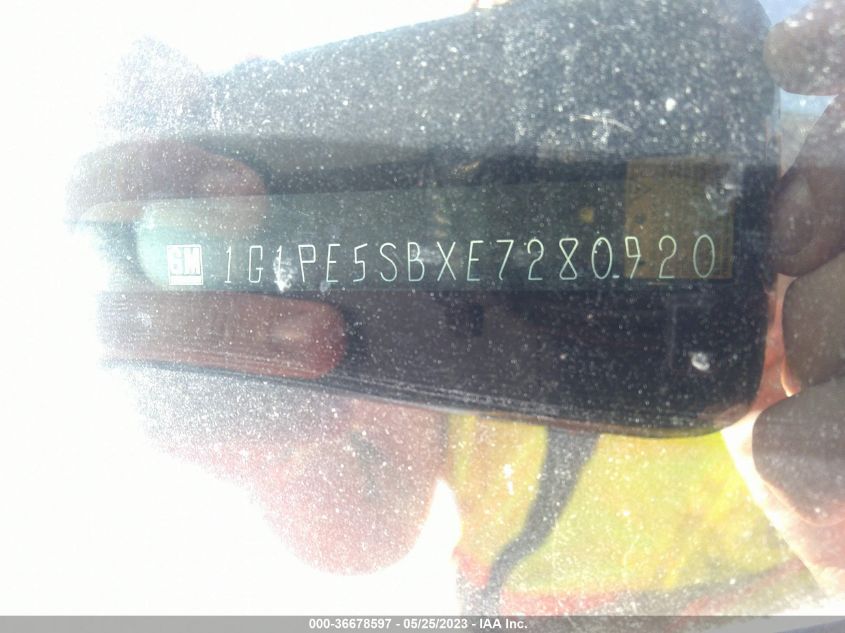 GM 1G1PE5SBXE7280920
000-36678597 - 05/25/2023 - IAA Inc.